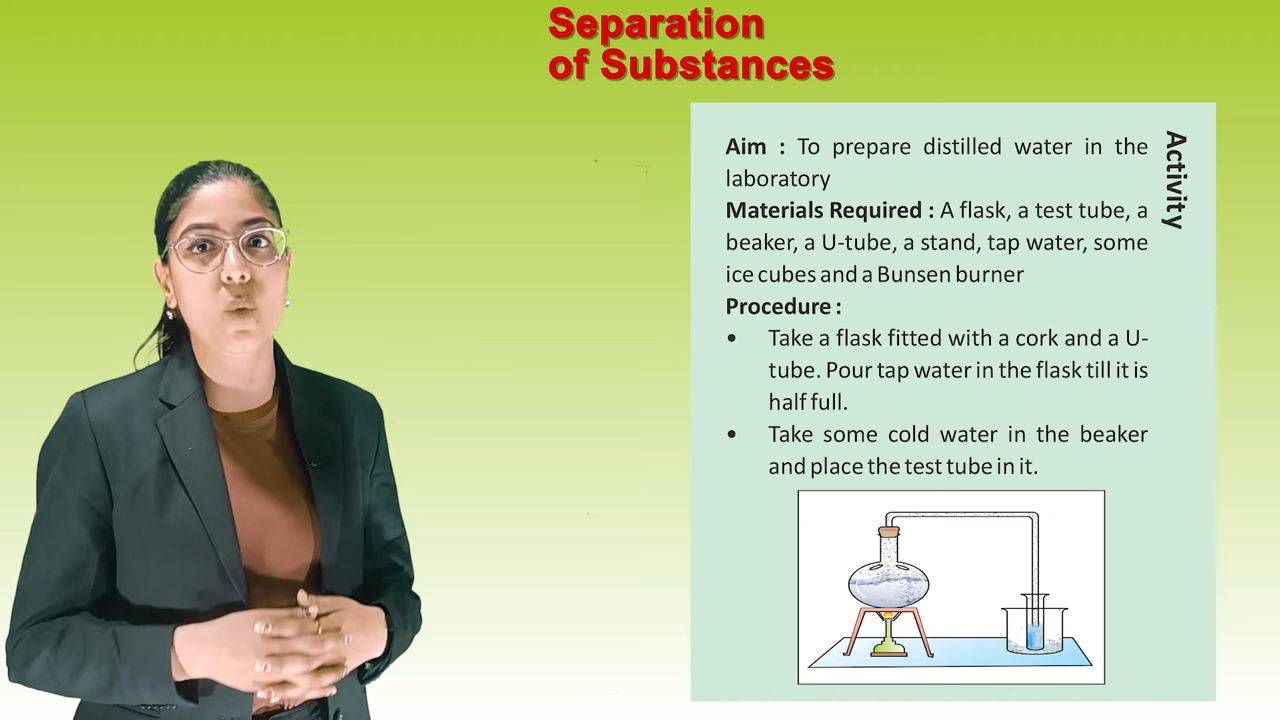 Separation
of Substances
Activity
Aim : To prepare distilled water in the
laboratory
Materials Required : A flask, a test tube, a
beaker, a U-tube, a stand, tap water, some
ice cubes and a Bunsen burner
Procedure :
• Take a flask fitted with a cork and a U-
tube. Pour tap water in the flask till it is
half full.
• Take some cold water in the beaker
and place the test tube in it.